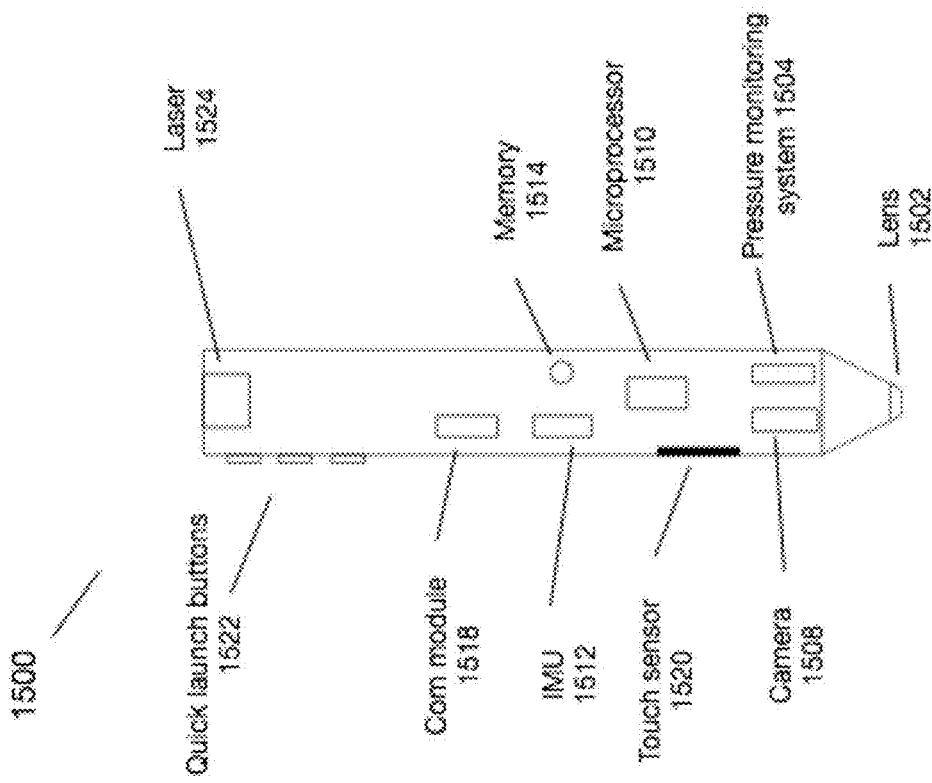 1500
Quick launch buttons
1522
Com module
1518
IMU
1512
Touch sensor
1520
Camera
1508
Laser
1524
Memory
1514
Microprocessor
1510
Pressure monitoring
system 1504
Lens
1502